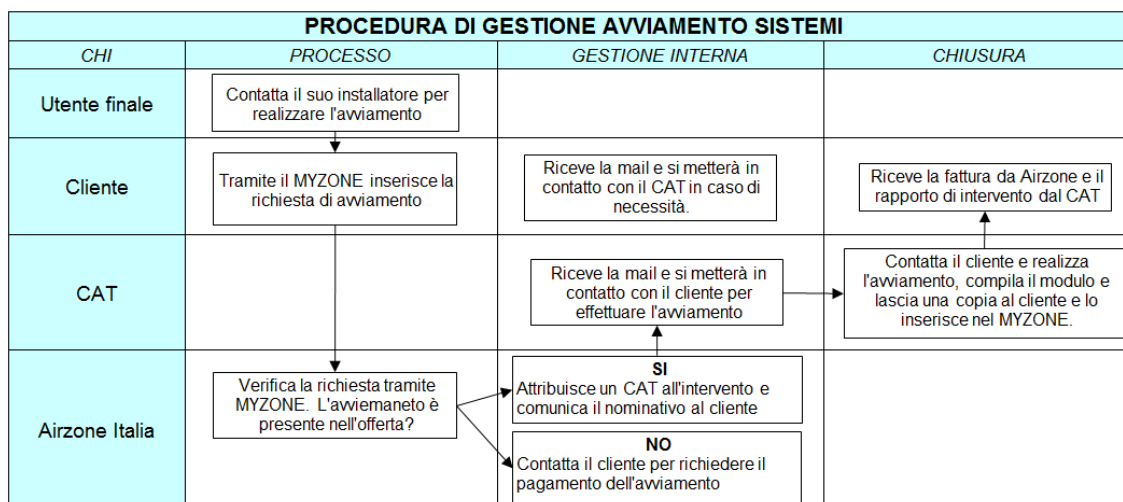 PROCEDURA DI GESTIONE AVVIAMENTO SISTEMI
CHI
PROCESSO
GESTIONE INTERNA
CHIUSURA
Utente finale
Contatta il suo installatore per
realizzare l'avviamento
Cliente
Tramite il MYZONE inserisce la
richiesta di avviamento
Riceve la mail e si metterà in
contatto con il CAT in caso di
necessità.
Riceve la fattura da Airzone e il
rapporto di intervento dal CAT
CAT
Riceve la mail e si metterà in
contatto con il cliente per
effettuare l'avviamento
Contatta il cliente e realizza
l'avviamento, compila il modulo e
lascia una copia al cliente e lo
inserisce nel MYZONE.
Airzone Italia
Verifica la richiesta tramite
MYZONE. L'avviemaneto è
presente nell'offerta?
SI
Attribuisce un CAT all'intervento e
comunica il nominativo al cliente
NO
Contatta il cliente per richiedere il
pagamento dell'avviamento